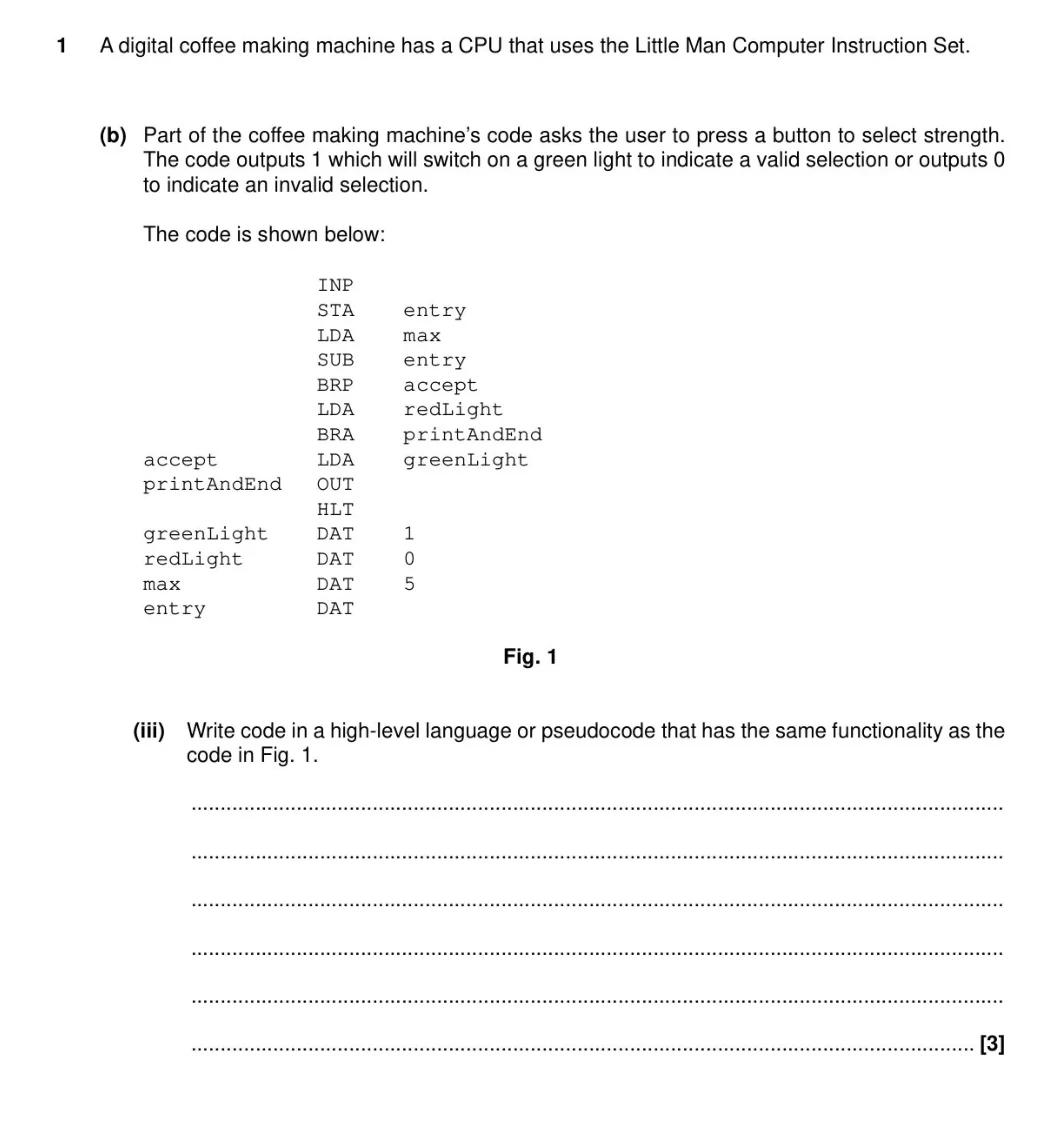 1 A digital coffee making machine has a CPU that uses the Little Man Computer Instruction Set.
(b) Part of the coffee making machine's code asks the user to press a button to select strength.
The code outputs 1 which will switch on a green light to indicate a valid selection or outputs 0
to indicate an invalid selection.
The code is shown below:
INP
STA entry
LDA max
SUB entry
BRP accept
LDA redLight
BRA printAndEnd
accept LDA greenLight
printAndEnd OUT
HLT
greenLight DAT 1
redLight DAT 0
max DAT 5
entry DAT
Fig. 1
(iii) Write code in a high-level language or pseudocode that has the same functionality as the
code in Fig. 1.
[3]